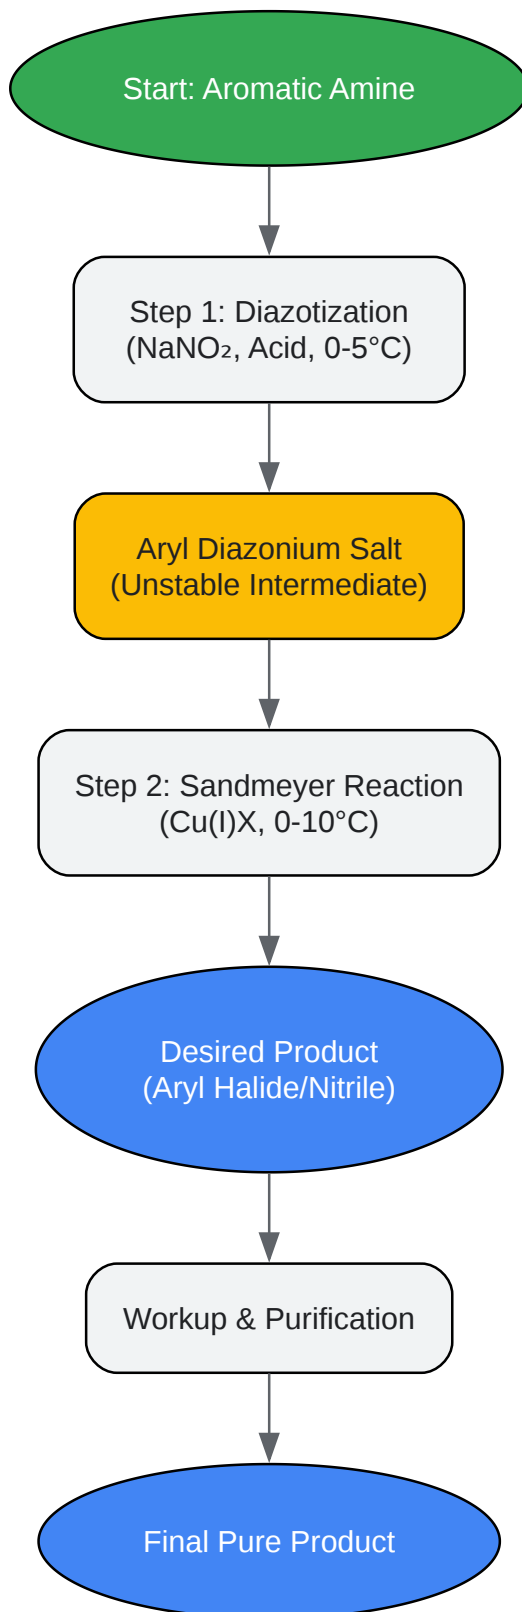 Start: Aromatic Amine
Step 1: Diazotization
(NaNO₂, Acid, 0-5°C)
Aryl Diazonium Salt
(Unstable Intermediate)
Step 2: Sandmeyer Reaction
(Cu(I)X, 0-10°C)
Desired Product
(Aryl Halide/Nitrile)
Workup & Purification
Final Pure Product